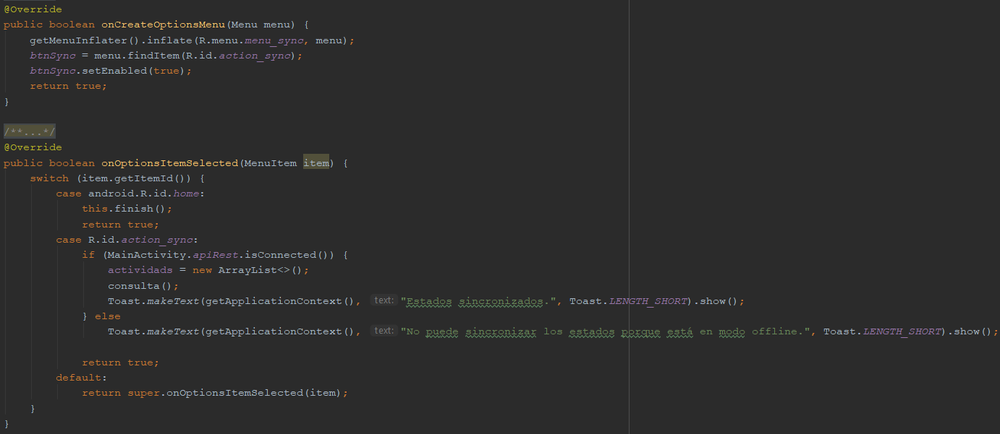 @Override
public boolean onCreateOptionsMenu(Menu menu) {
    getMenuInflater().inflate(R.menu.menu_sync, menu);
    btnSync = menu.findItem(R.id.action_sync);
    btnSync.setEnabled(true);
    return true;
}
/**...*/
@Override
public boolean onOptionsItemSelected(MenuItem item) {
    switch (item.getItemId()) {
        case android.R.id.home:
            this.finish();
            return true;
        case R.id.action_sync:
            if (MainActivity.apiRest.isConnected()) {
                actividads = new ArrayList<>();
                consulta();
                Toast.makeText(getApplicationContext(), text: "Estados sincronizados.", Toast.LENGTH_SHORT).show();
            } else
                Toast.makeText(getApplicationContext(), text: "No puede sincronizar los estados porque está en modo offline.", Toast.LENGTH_SHORT).show();
            return true;
        default:
            return super.onOptionsItemSelected(item);
    }
}